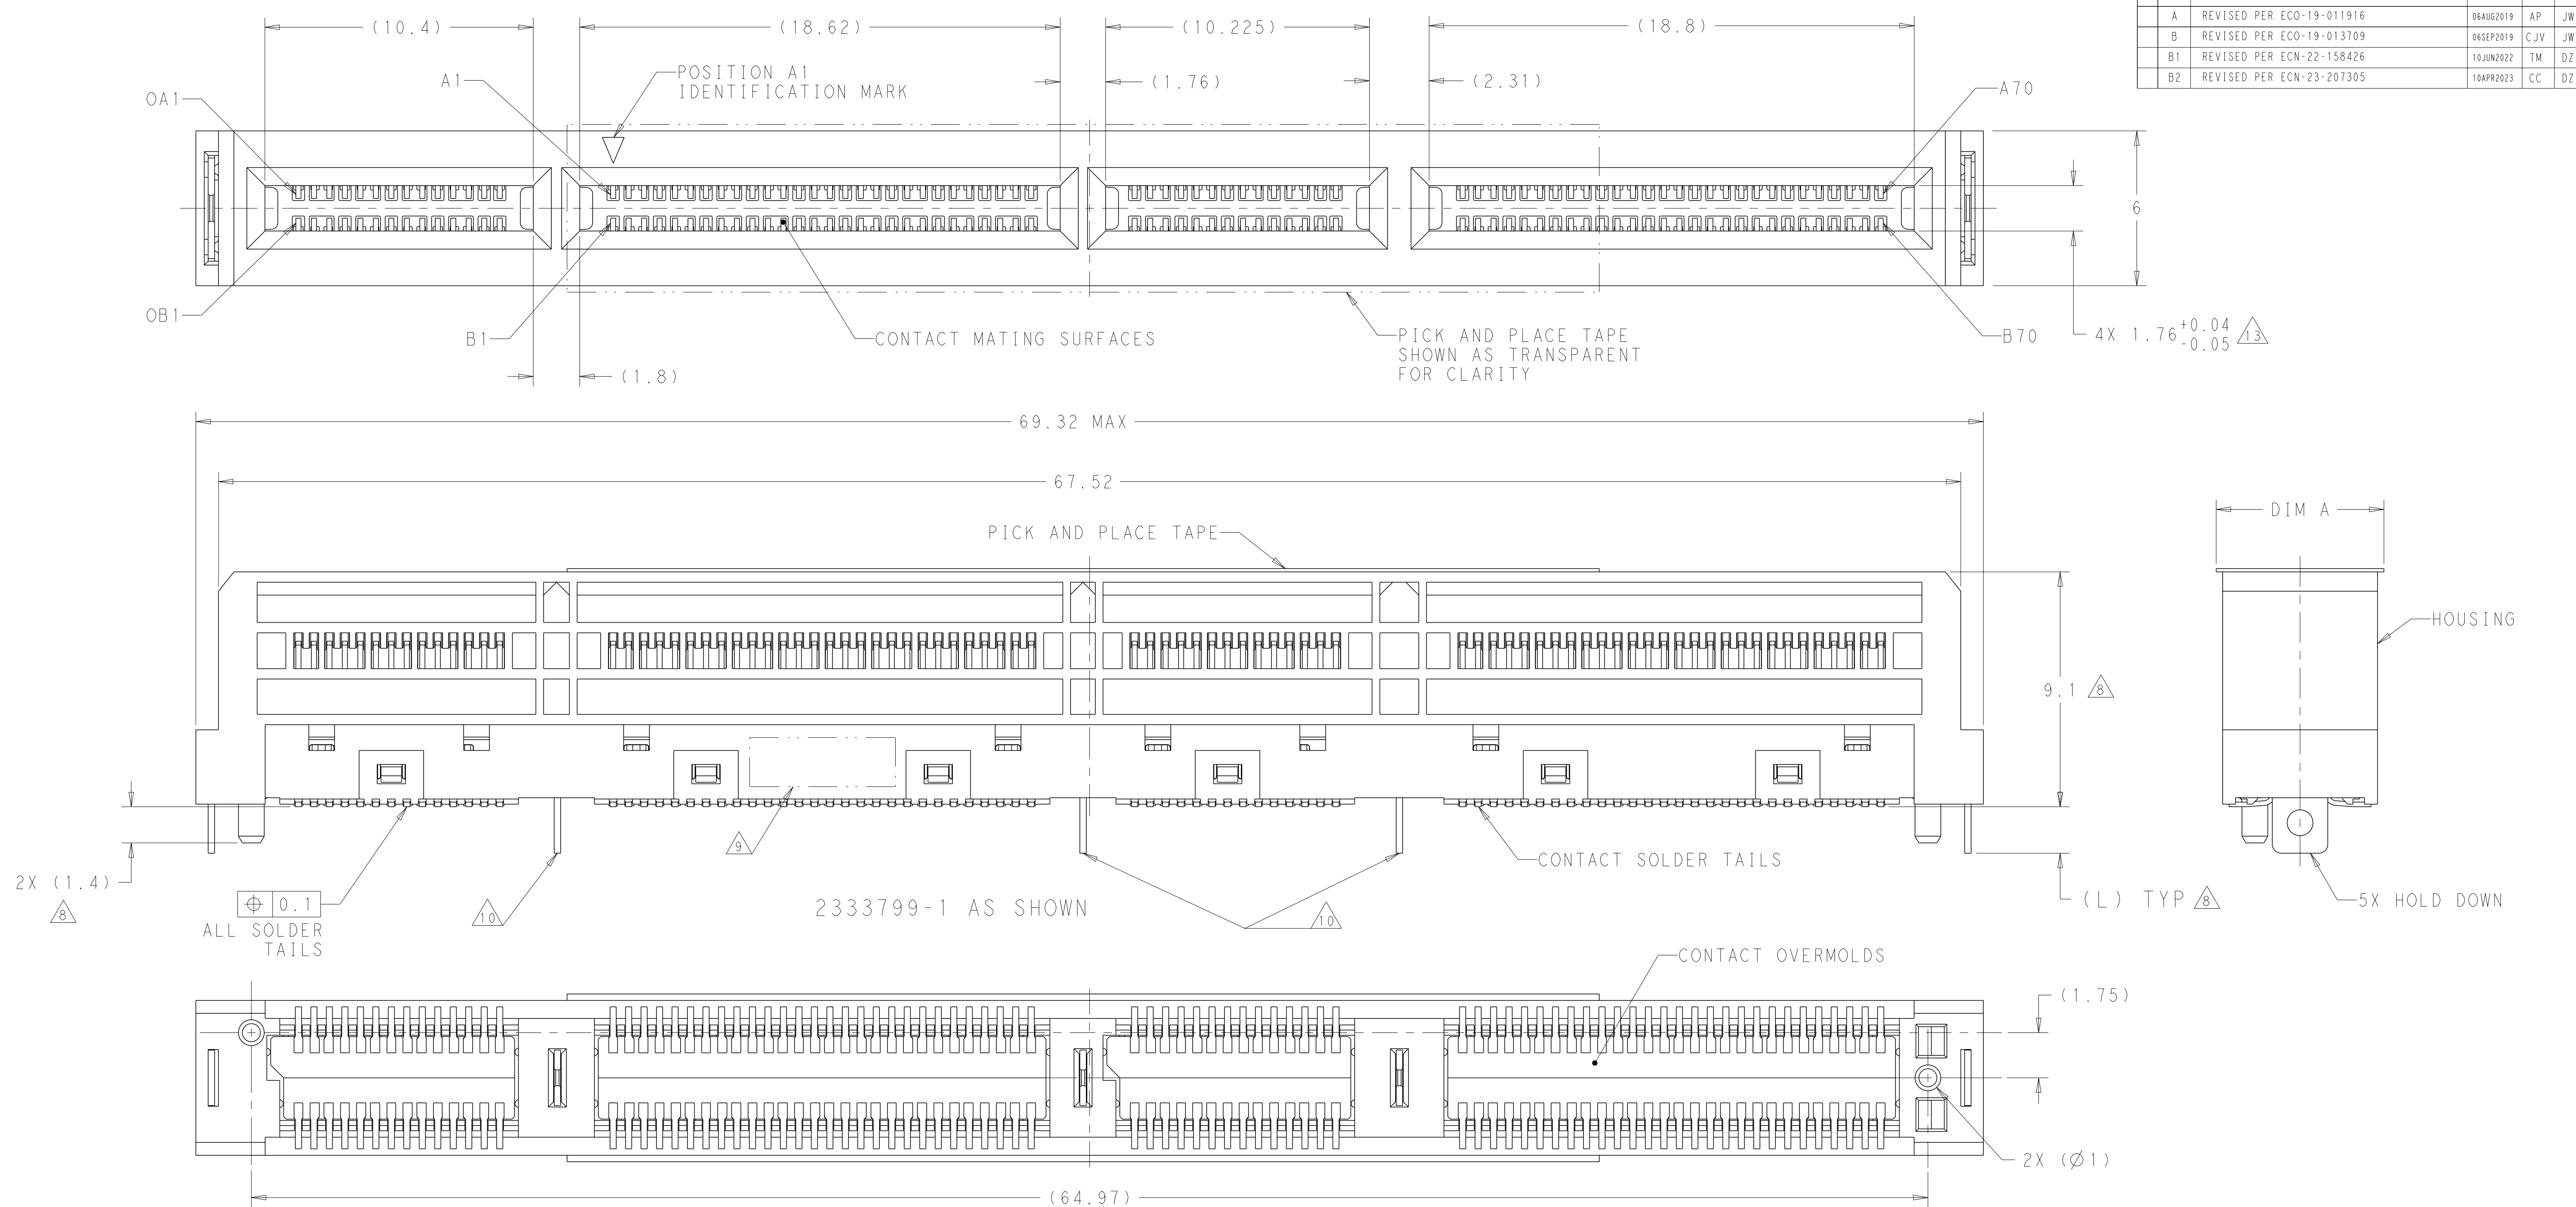 A REVISED PER ECO-19-011916 06AUG2019 AP JW
B REVISED PER ECO-19-013709 06SEP2019 CJV JW
B1 REVISED PER ECN-22-158426 10JUN2022 TM DZ
B2 REVISED PER ECN-23-207305 10APR2023 CC DZ
(10.4)
(18.62)
(10.225)
(18.8)
OA1
A1
POSITION A1
IDENTIFICATION MARK
(1.76)
(2.31)
A70
6
OB1
B1
CONTACT MATING SURFACES
PICK AND PLACE TAPE
SHOWN AS TRANSPARENT
FOR CLARITY
B70
4X 1.76 +0.04
-0.05 13
(1.8)
69.32 MAX
67.52
DIM A
PICK AND PLACE TAPE
HOUSING
9.1 8
9
CONTACT SOLDER TAILS
2X (1.4)
8
0.1
ALL SOLDER
TAILS
10
2333799-1 AS SHOWN
10
(L) TYP 8
5X HOLD DOWN
CONTACT OVERMOLDS
(1.75)
2X (Ø1)
(64.97)